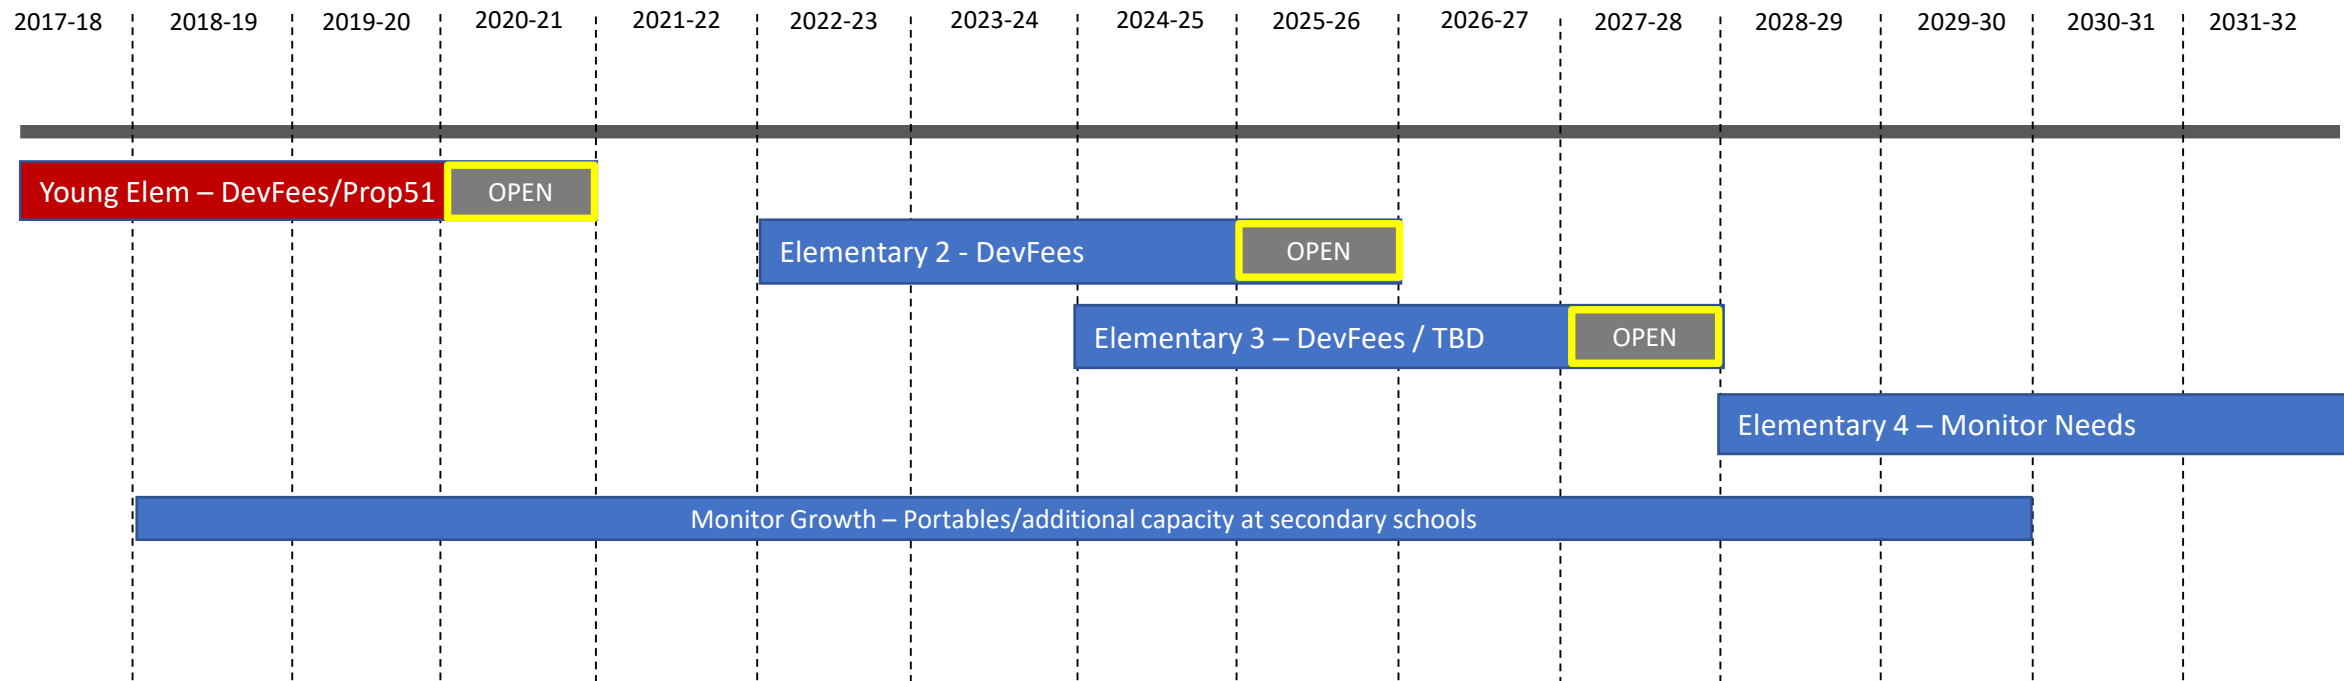 2017-18 2018-19 2019-20 2020-21 2021-22 2022-23 2023-24 2024-25 2025-26 2026-27 2027-28 2028-29 2029-30 2030-31 2031-32
Young Elem – DevFees/Prop51 OPEN
Elementary 2 - DevFees OPEN
Elementary 3 – DevFees / TBD OPEN
Elementary 4 – Monitor Needs
Monitor Growth – Portables/additional capacity at secondary schools